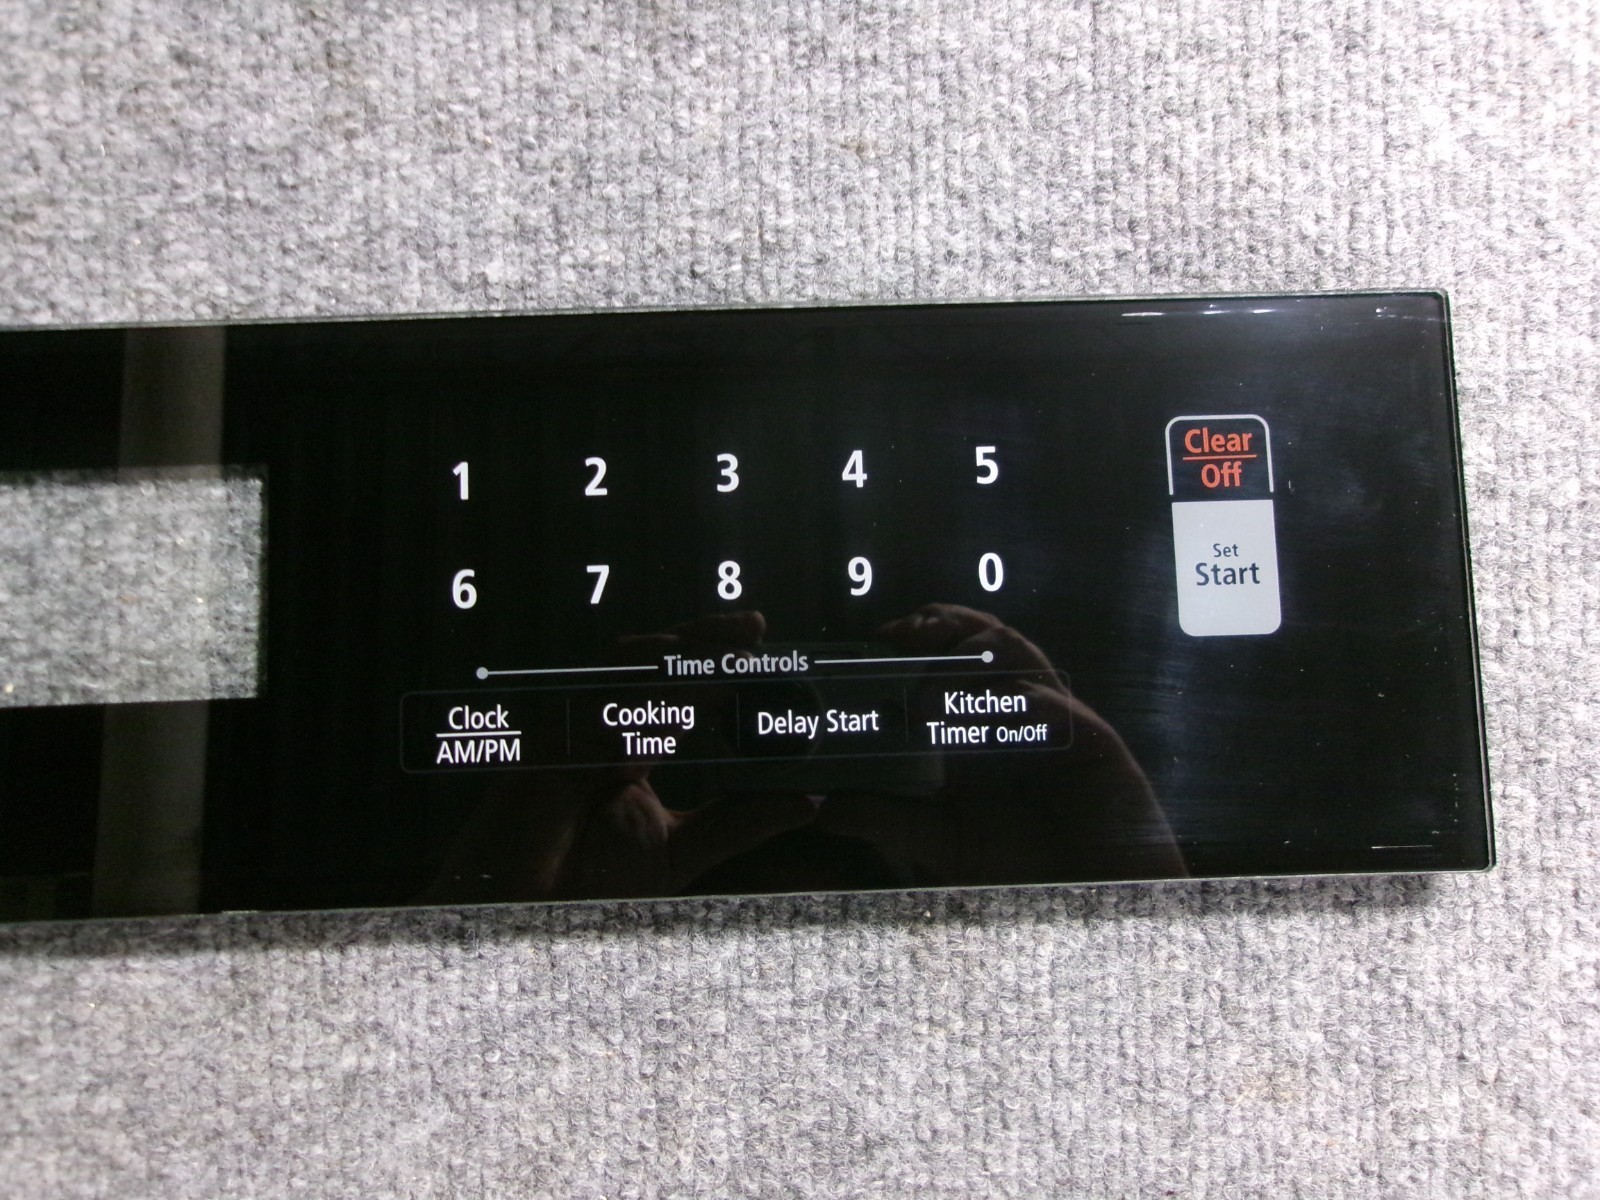 1 2 3 4 5
6 7 8 9 0
Time Controls
Clock
AM/PM
Cooking
Time
Delay Start
Kitchen
Timer On/Off
Clear
Off
Set
Start